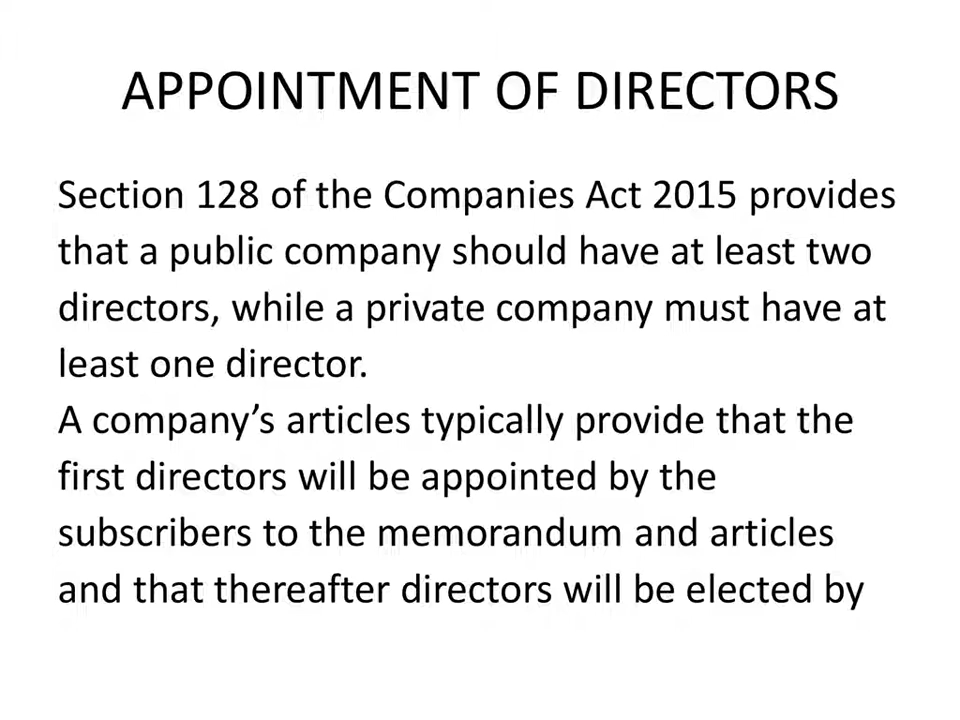 APPOINTMENT OF DIRECTORS
Section 128 of the Companies Act 2015 provides
that a public company should have at least two
directors, while a private company must have at
least one director.
A company’s articles typically provide that the
first directors will be appointed by the
subscribers to the memorandum and articles
and that thereafter directors will be elected by